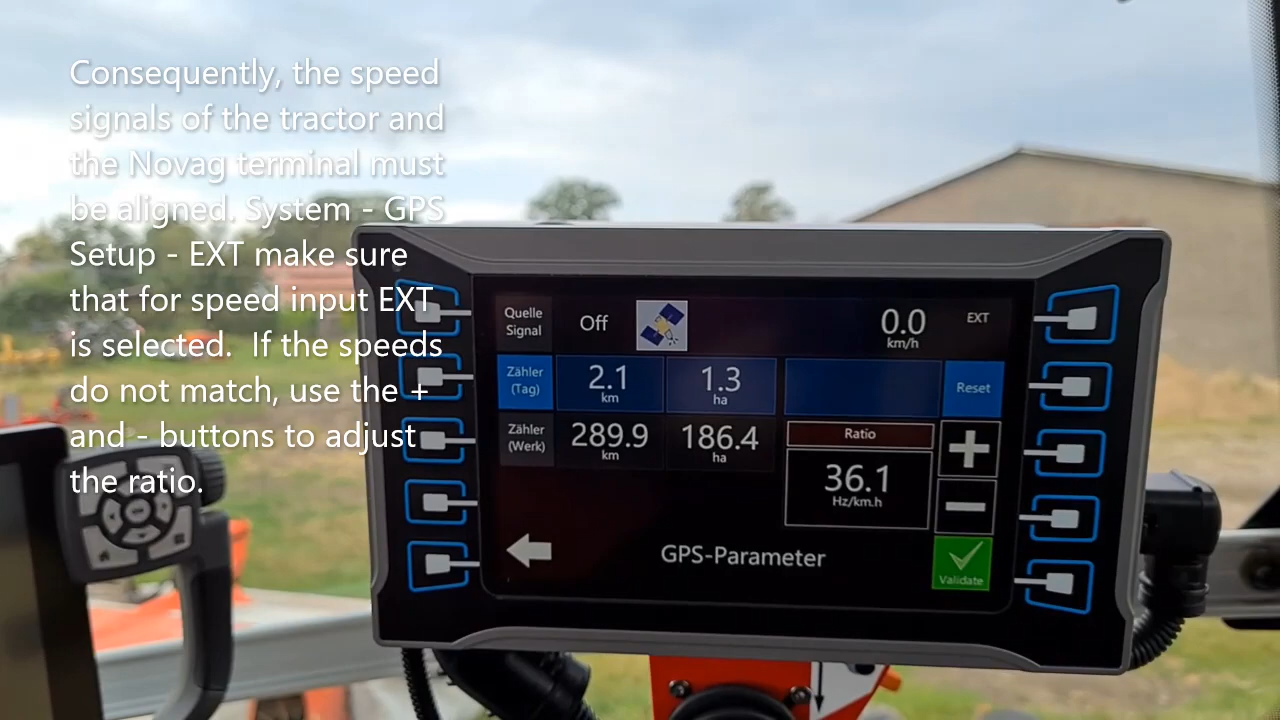 Consequently, the speed
signals of the tractor and
the Novag terminal must
be aligned. System - GPS
Setup - EXT make sure
that for speed input EXT
is selected. If the speeds
do not match, use the +
and - buttons to adjust
the ratio.
Quelle
Signal
Off
0.0
km/h
EXT
Zähler
(Tag)
2.1
km
1.3
ha
Reset
Zähler
(Werk)
289.9
km
186.4
ha
Ratio
36.1
Hz/km.h
GPS-Parameter
Validate